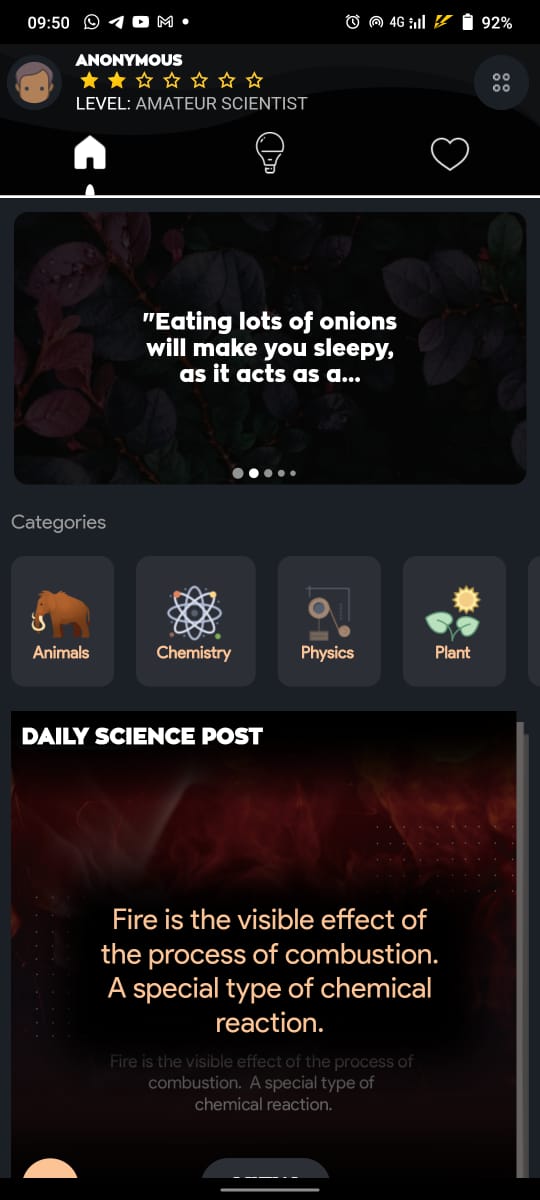 09:50
4G
92%
ANONYMOUS
LEVEL: AMATEUR SCIENTIST
"Eating lots of onions
will make you sleepy,
as it acts as a...
Categories
Animals
Chemistry
Physics
Plant
DAILY SCIENCE POST
Fire is the visible effect of
the process of combustion.
A special type of chemical
reaction.
Fire is the visible effect of the process of
combustion. A special type of
chemical reaction.